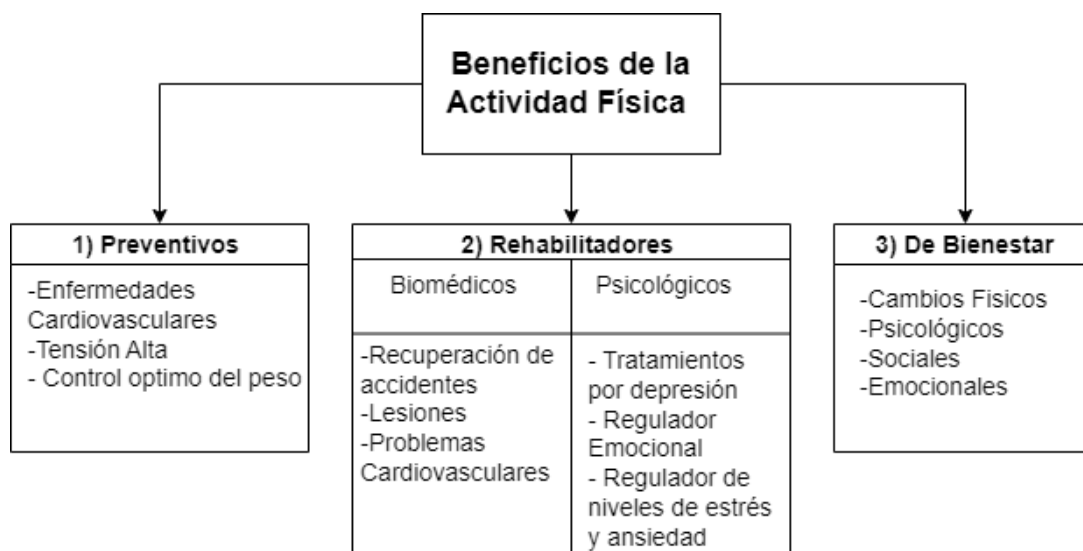 Beneficios de la
Actividad Física
1) Preventivos
-Enfermedades
Cardiovasculares
-Tensión Alta
- Control optimo del peso
2) Rehabilitadores
Biomédicos
-Recuperación de
accidentes
-Lesiones
-Problemas
Cardiovasculares
Psicológicos
- Tratamientos
por depresión
- Regulador
Emocional
- Regulador de
niveles de estrés
y ansiedad
3) De Bienestar
-Cambios Fisicos
-Psicológicos
-Sociales
-Emocionales